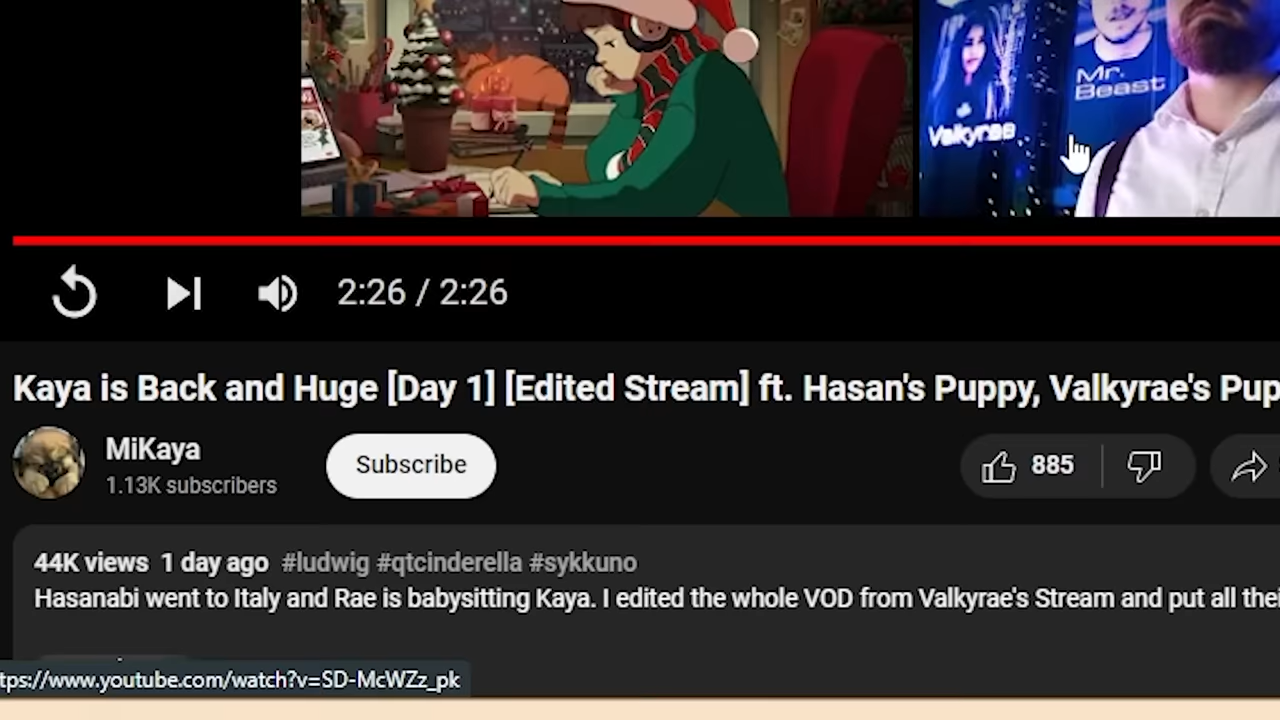 Mr.
Beast
Valkyrae
2:26 / 2:26
Kaya is Back and Huge [Day 1] [Edited Stream] ft. Hasan's Puppy, Valkyrae's Pup
MiKaya
1.13K subscribers
Subscribe
885
44K views 1 day ago #ludwig #qtcinderella #sykkuno
Hasanabi went to Italy and Rae is babysitting Kaya. I edited the whole VOD from Valkyrae's Stream and put all thei
tps://www.youtube.com/watch?v=SD-McWZz_pk